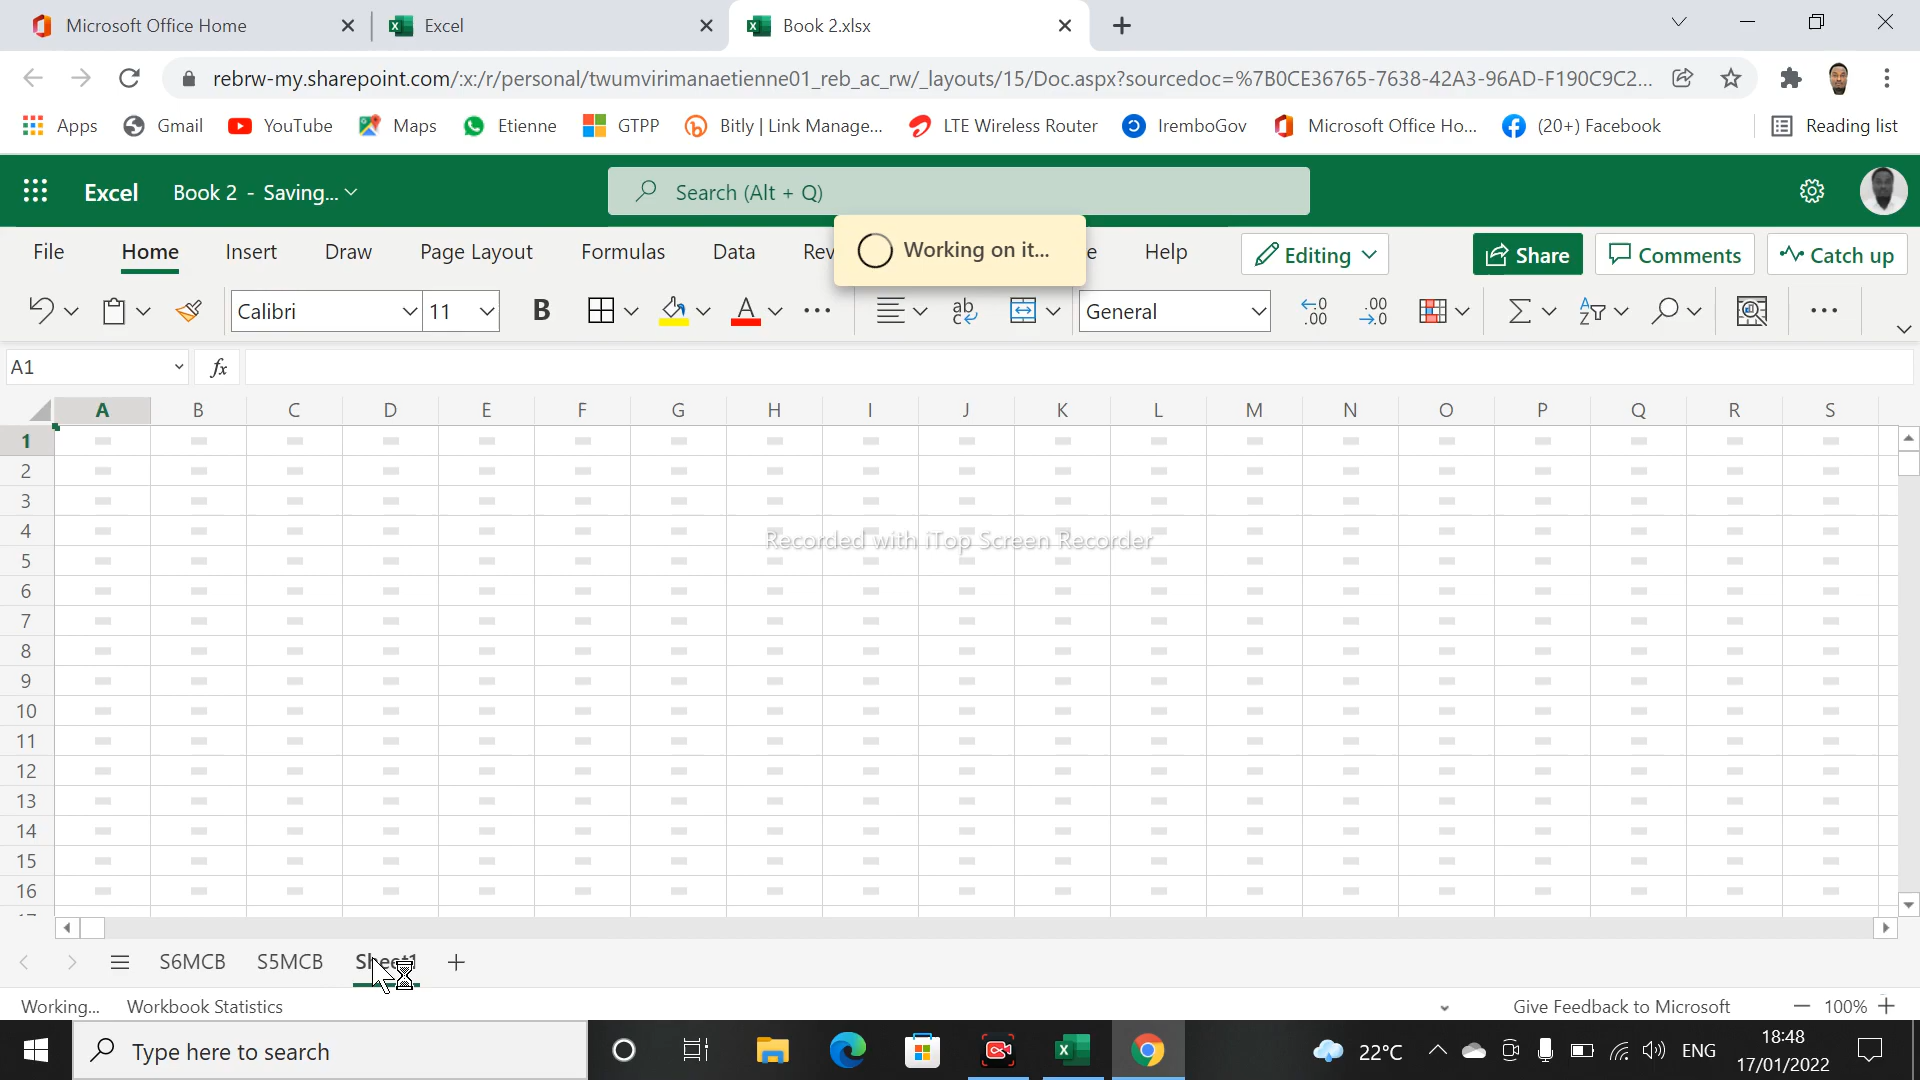 Microsoft Office Home
Excel
Book 2.xlsx
rebrw-my.sharepoint.com/:x:/r/personal/twumvirimanaetienne01_reb_ac_rw/_layouts/15/Doc.aspx?sourcedoc=%7B0CE36765-7638-42A3-96AD-F190C9C2...
Apps
Gmail
YouTube
Maps
Etienne
GTPP
Bitly | Link Manage...
LTE Wireless Router
IremboGov
Microsoft Office Ho...
(20+) Facebook
Reading list
Excel
Book 2 - Saving...
Search (Alt + Q)
Working on it...
File
Home
Insert
Draw
Page Layout
Formulas
Data
Rev
e
Help
Editing
Share
Comments
Catch up
Calibri
11
B
A
ab
General
.00
.00
A1
fx
A B C D E F G H I J K L M N O P Q R S
1
2
3
4
Recorded with iTop Screen Recorder
5
6
7
8
9
10
11
12
13
14
15
16
S6MCB
S5MCB
Sheet1
Working...
Workbook Statistics
Give Feedback to Microsoft
100%
Type here to search
22°C
ENG
18:48
17/01/2022